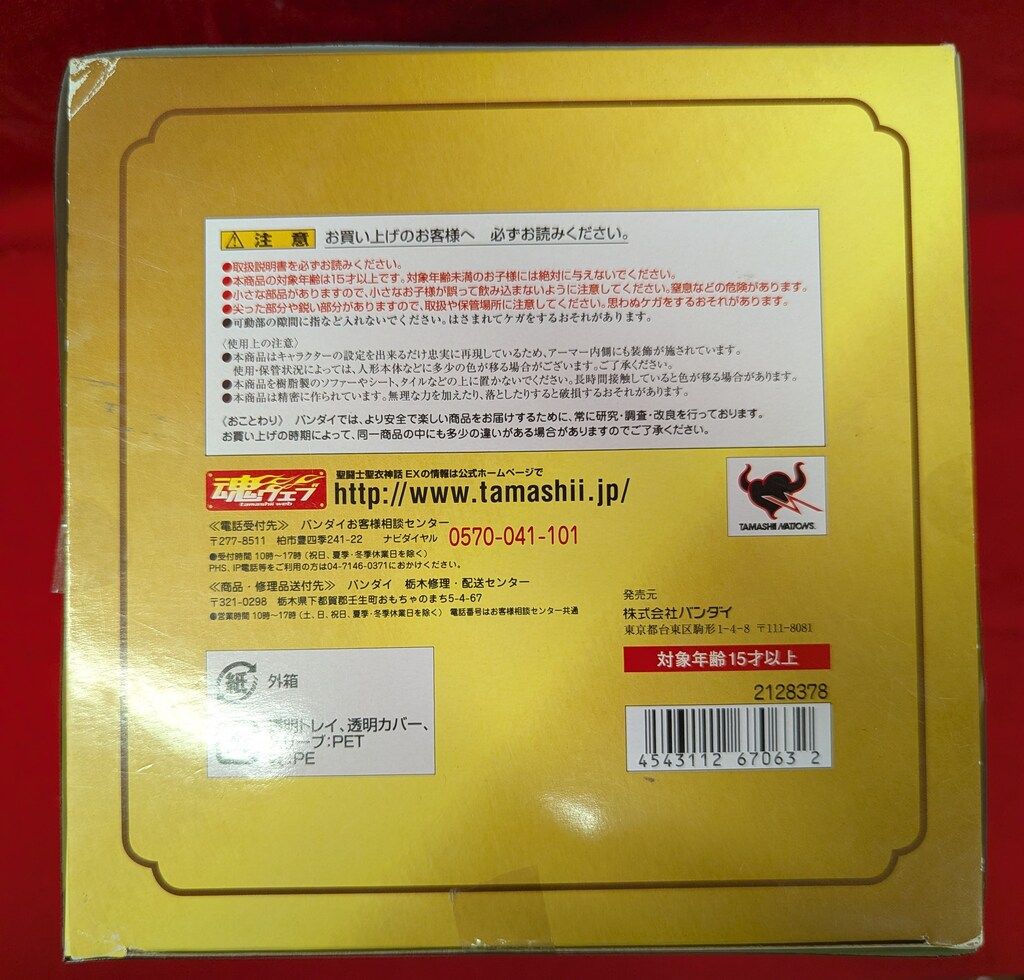 注意 お買い上げのお客様へ 必ずお読みください。
●取扱説明書を必ずお読みください。
●本商品の対象年齢は15才以上です。対象年齢未満のお子様には絶対に与えないでください。
●小さな部品がありますので、小さなお子様が誤って飲み込まないように注意してください。窒息などの危険があります。
●尖った部分や鋭い部分がありますので、取扱や保管場所に注意してください。思わぬケガをするおそれがあります。
●可動部の隙間に指など入れないでください。はさまれてケガをするおそれがあります。
〈使用上の注意〉
●本商品はキャラクターの設定を出来るだけ忠実に再現しているため、アーマー内側にも装飾が施されています。
使用・保管状況によっては、人形本体などに多少の色が移る場合がございます。ご了承ください。
●本商品を樹脂製のソファーやシート、タイルなどの上に置かないでください。長時間接触していると色が移る場合があります。
●本商品は精密に作られています。無理な力を加えたり、落としたりすると破損するおそれがあります。
〈おことわり〉 バンダイでは、より安全で楽しい商品をお届けするために、常に研究・調査・改良を行っております。
お買い上げの時期によって、同一商品の中にも多少の違いがある場合がありますのでご了承ください。
魂ウェブ
tamashii web
聖闘士聖衣神話 EXの情報は公式ホームページで
http://www.tamashii.jp/
TAMASHII NATIONS
≪電話受付先≫ バンダイお客様相談センター
〒277-8511 柏市豊四季241-22 ナビダイヤル 0570-041-101
●受付時間 10時～17時(祝日、夏季・冬季休業日を除く)
PHS、IP電話等をご利用の方は04-7146-0371におかけください。
≪商品・修理品送付先≫ バンダイ 栃木修理・配送センター
〒321-0298 栃木県下都賀郡壬生町おもちゃのまち5-4-67
●営業時間 10時～17時(土、日、祝日、夏季・冬季休業日を除く) 電話番号はお客様相談センター共通
発売元
株式会社バンダイ
東京都台東区駒形1-4-8 〒111-8081
対象年齢15才以上
2128378
4543112 67063 2
紙 外箱
透明トレイ、透明カバー、
ーブ:PET
:PE